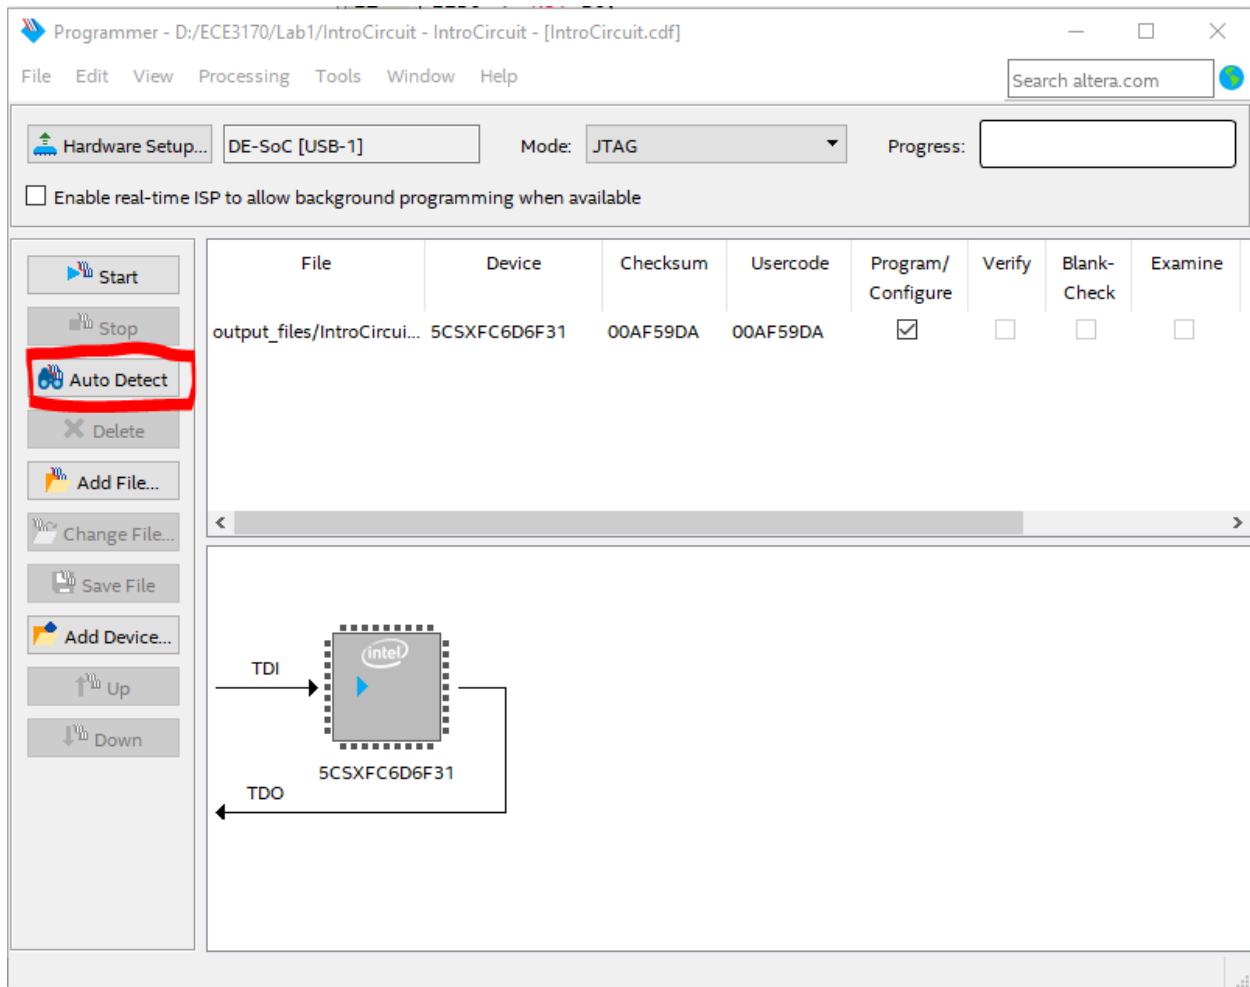 Programmer - D:/ECE3170/Lab1/IntroCircuit - IntroCircuit - [IntroCircuit.cdf]
File Edit View Processing Tools Window Help
Search altera.com
Hardware Setup... DE-SoC [USB-1] Mode: JTAG Progress:
Enable real-time ISP to allow background programming when available
Start
Stop
Auto Detect
Delete
Add File...
Change File...
Save File
Add Device...
Up
Down
File Device Checksum Usercode Program/ Configure Verify Blank- Check Examine
output_files/IntroCircui... 5CSXFC6D6F31 00AF59DA 00AF59DA
intel
TDI
5CSXFC6D6F31
TDO